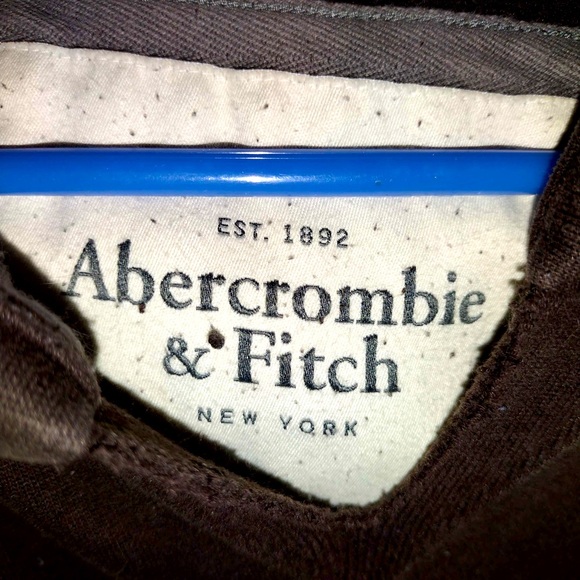 EST. 1892
Abercrombie
& Fitch
NEW YORK